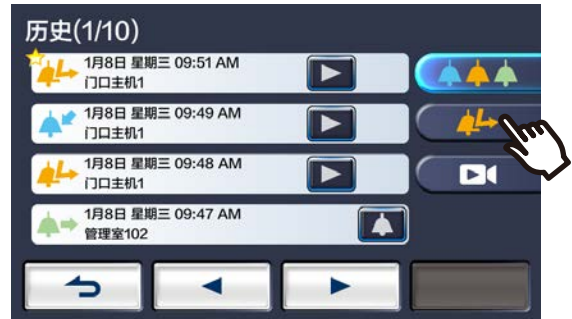 历史(1/10)
1月8日 星期三 09:51 AM
门口主机1
1月8日 星期三 09:49 AM
门口主机1
1月8日 星期三 09:48 AM
门口主机1
1月8日 星期三 09:47 AM
管理室102